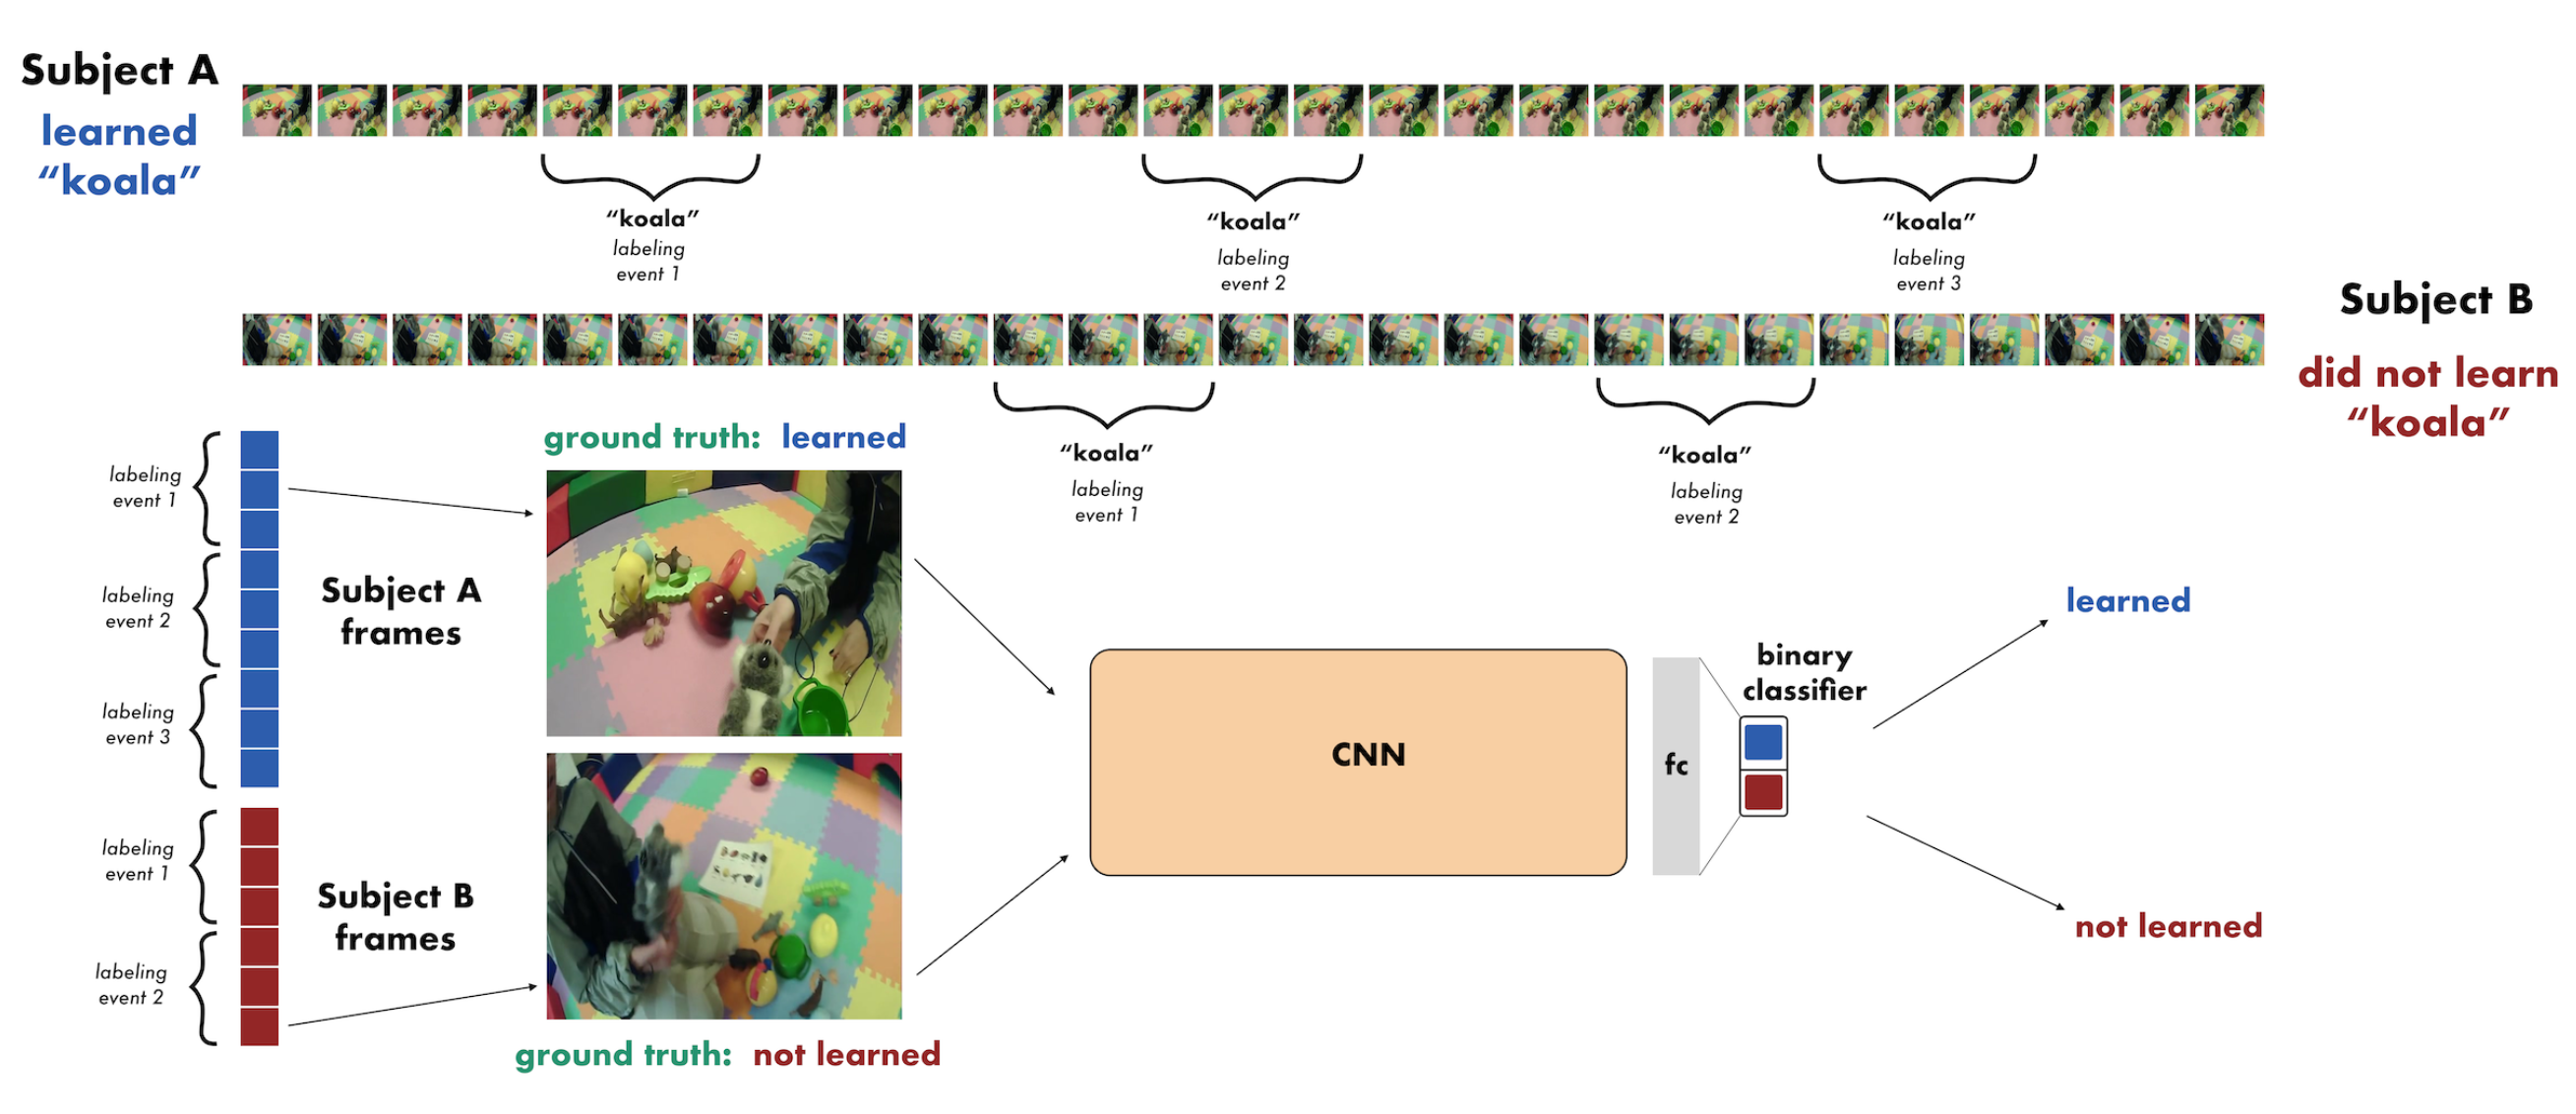 Subject A
learned
“koala”
“koala”
labeling
event 1
“koala”
labeling
event 2
“koala”
labeling
event 3
Subject B
did not learn
“koala”
“koala”
labeling
event 1
“koala”
labeling
event 2
labeling
event 1
labeling
event 2
labeling
event 3
Subject A
frames
labeling
event 1
labeling
event 2
Subject B
frames
ground truth: learned
ground truth: not learned
CNN
fc
binary
classifier
learned
not learned